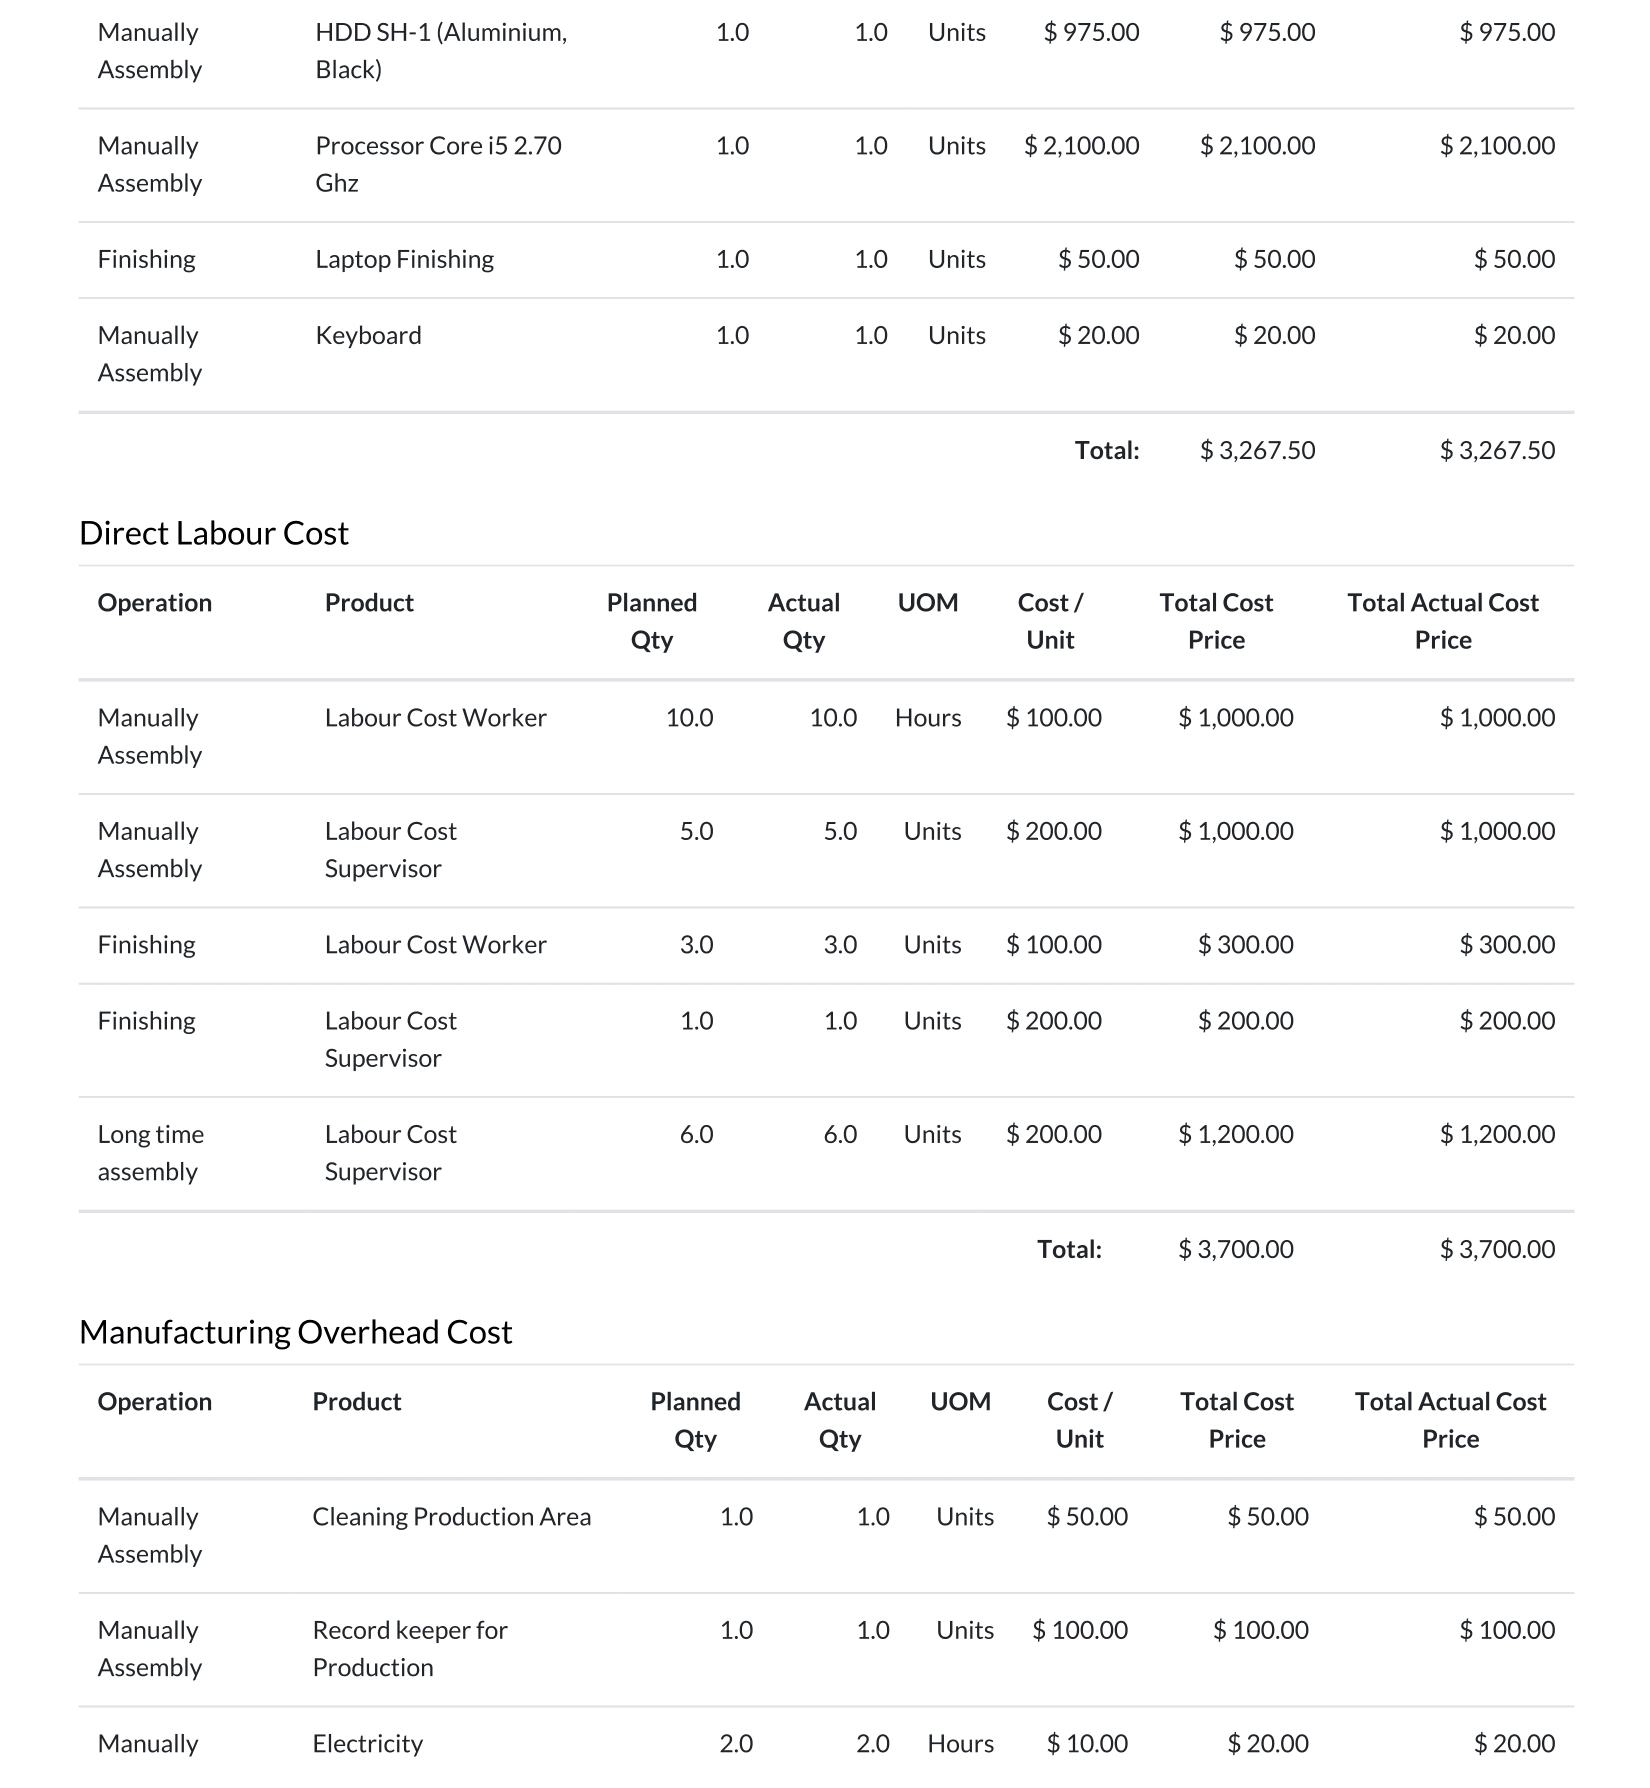 Manually HDD SH-1 (Aluminium, 1.0 1.0 Units $ 975.00 $ 975.00 $ 975.00
Assembly Black)
Manually Processor Core i5 2.70 1.0 1.0 Units $ 2,100.00 $ 2,100.00 $ 2,100.00
Assembly Ghz
Finishing Laptop Finishing 1.0 1.0 Units $ 50.00 $ 50.00 $ 50.00
Manually Keyboard 1.0 1.0 Units $ 20.00 $ 20.00 $ 20.00
Assembly
Total: $ 3,267.50 $ 3,267.50
Direct Labour Cost
Operation Product Planned Actual UOM Cost / Total Cost Total Actual Cost
Qty Qty Unit Price Price
Manually Labour Cost Worker 10.0 10.0 Hours $ 100.00 $ 1,000.00 $ 1,000.00
Assembly
Manually Labour Cost 5.0 5.0 Units $ 200.00 $ 1,000.00 $ 1,000.00
Assembly Supervisor
Finishing Labour Cost Worker 3.0 3.0 Units $ 100.00 $ 300.00 $ 300.00
Finishing Labour Cost 1.0 1.0 Units $ 200.00 $ 200.00 $ 200.00
Supervisor
Long time Labour Cost 6.0 6.0 Units $ 200.00 $ 1,200.00 $ 1,200.00
assembly Supervisor
Total: $ 3,700.00 $ 3,700.00
Manufacturing Overhead Cost
Operation Product Planned Actual UOM Cost / Total Cost Total Actual Cost
Qty Qty Unit Price Price
Manually Cleaning Production Area 1.0 1.0 Units $ 50.00 $ 50.00 $ 50.00
Assembly
Manually Record keeper for 1.0 1.0 Units $ 100.00 $ 100.00 $ 100.00
Assembly Production
Manually Electricity 2.0 2.0 Hours $ 10.00 $ 20.00 $ 20.00